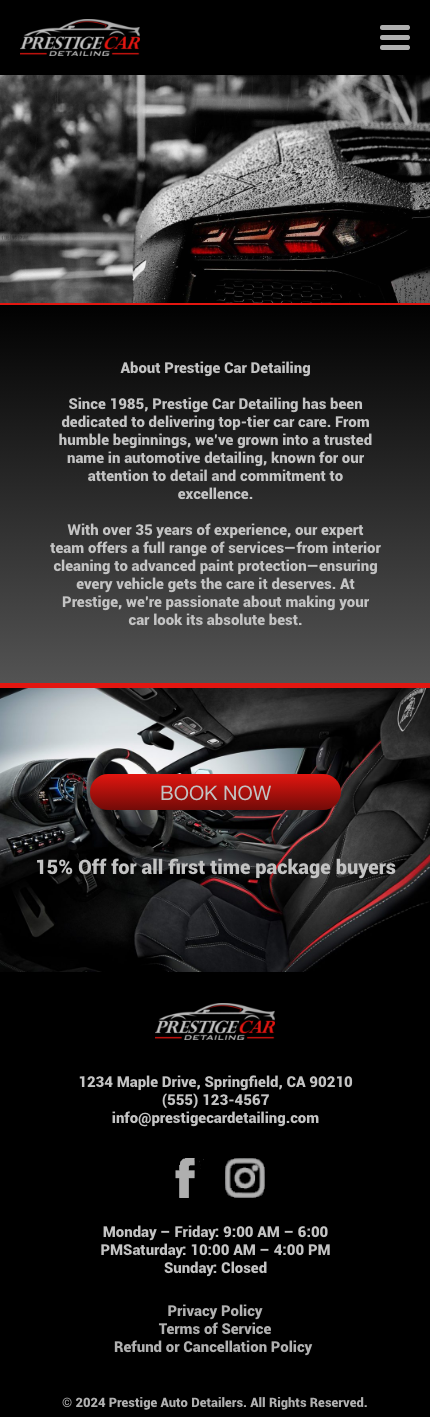 PRESTIGE CAR
DETAILING
About Prestige Car Detailing
Since 1985, Prestige Car Detailing has been
dedicated to delivering top-tier car care. From
humble beginnings, we've grown into a trusted
name in automotive detailing, known for our
attention to detail and commitment to
excellence.
With over 35 years of experience, our expert
team offers a full range of services—from interior
cleaning to advanced paint protection—ensuring
every vehicle gets the care it deserves. At
Prestige, we're passionate about making your
car look its absolute best.
BOOK NOW
15% Off for all first time package buyers
PRESTIGE CAR
DETAILING
1234 Maple Drive, Springfield, CA 90210
(555) 123-4567
info@prestigecardetailing.com
Monday – Friday: 9:00 AM – 6:00
PMSaturday: 10:00 AM – 4:00 PM
Sunday: Closed
Privacy Policy
Terms of Service
Refund or Cancellation Policy
© 2024 Prestige Auto Detailers. All Rights Reserved.